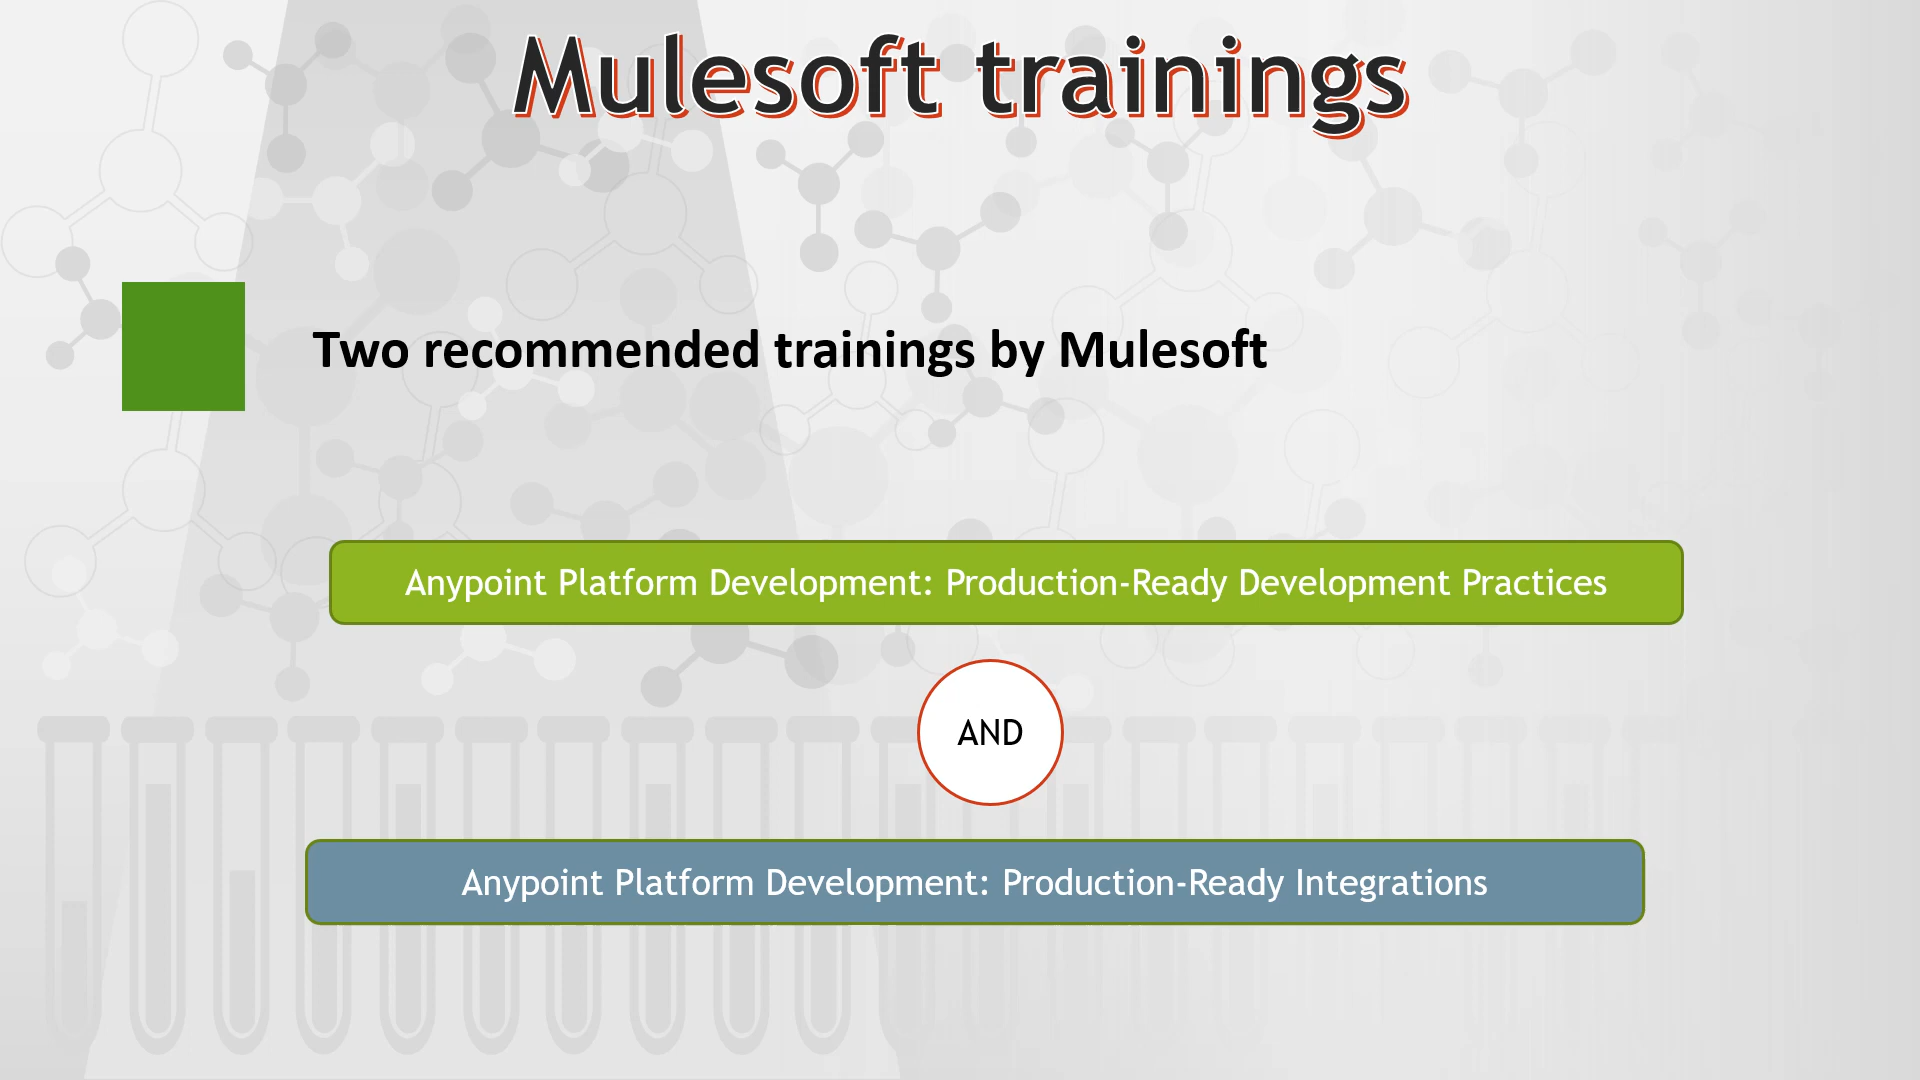 Mulesoft trainings
Two recommended trainings by Mulesoft
Anypoint Platform Development: Production-Ready Development Practices
AND
Anypoint Platform Development: Production-Ready Integrations